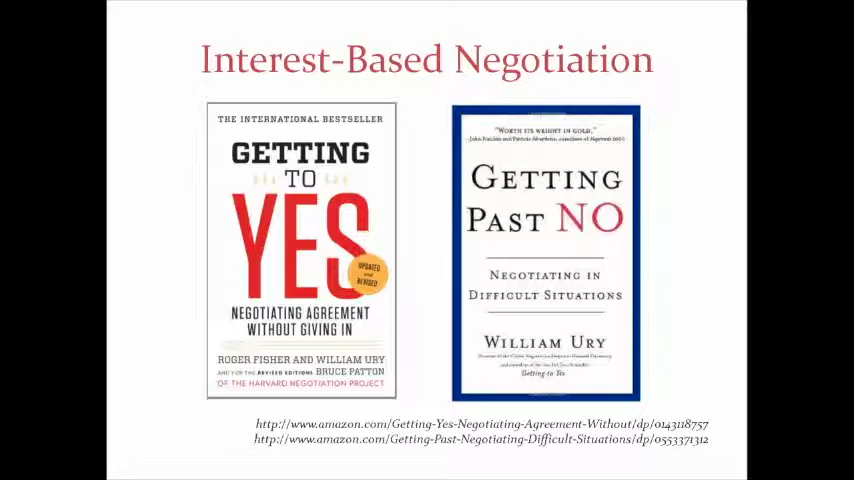 Interest-Based Negotiation
THE INTERNATIONAL BESTSELLER
GETTING
TO
YES
UPDATED
and
REVISED
NEGOTIATING AGREEMENT
WITHOUT GIVING IN
ROGER FISHER AND WILLIAM URY
AND FOR THE REVISED EDITIONS BRUCE PATTON
OF THE HARVARD NEGOTIATION PROJECT
"WORTH ITS WEIGHT IN GOLD."
GETTING
PAST NO
NEGOTIATING IN
DIFFICULT SITUATIONS
WILLIAM URY
Getting to Yes
http://www.amazon.com/Getting-Yes-Negotiating-Agreement-Without/dp/0143118757
http://www.amazon.com/Getting-Past-Negotiating-Difficult-Situations/dp/0553371312